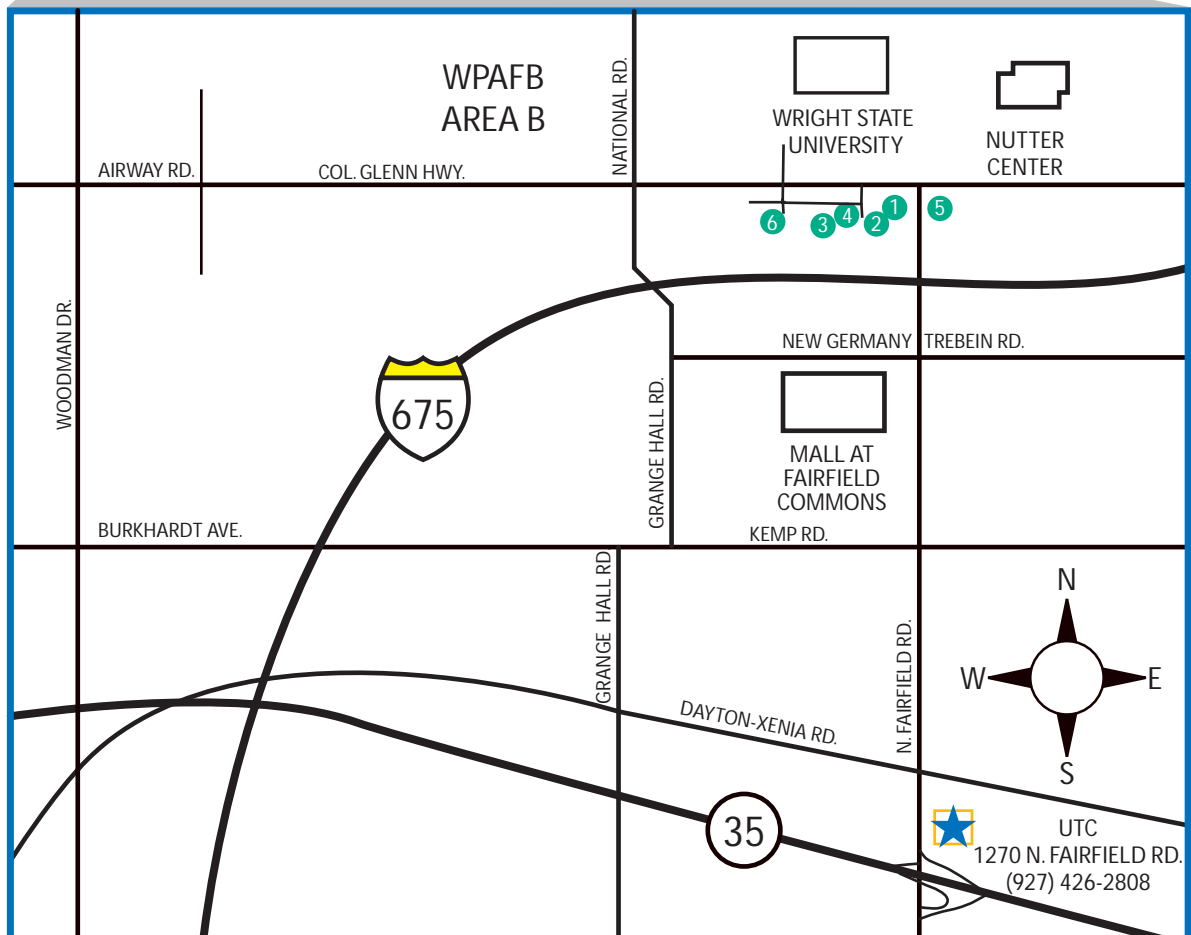 WPAFB
AREA B
NATIONAL RD.
WRIGHT STATE
UNIVERSITY
NUTTER
CENTER
AIRWAY RD.
COL. GLENN HWY.
6
3
4
2
1
5
WOODMAN DR.
NEW GERMANY TREBEIN RD.
675
GRANGE HALL RD.
MALL AT
FAIRFIELD
COMMONS
BURKHARDT AVE.
KEMP RD.
GRANGE HALL RD
N. FAIRFIELD RD.
N
W
E
S
DAYTON-XENIA RD.
35
UTC
1270 N. FAIRFIELD RD.
(927) 426-2808